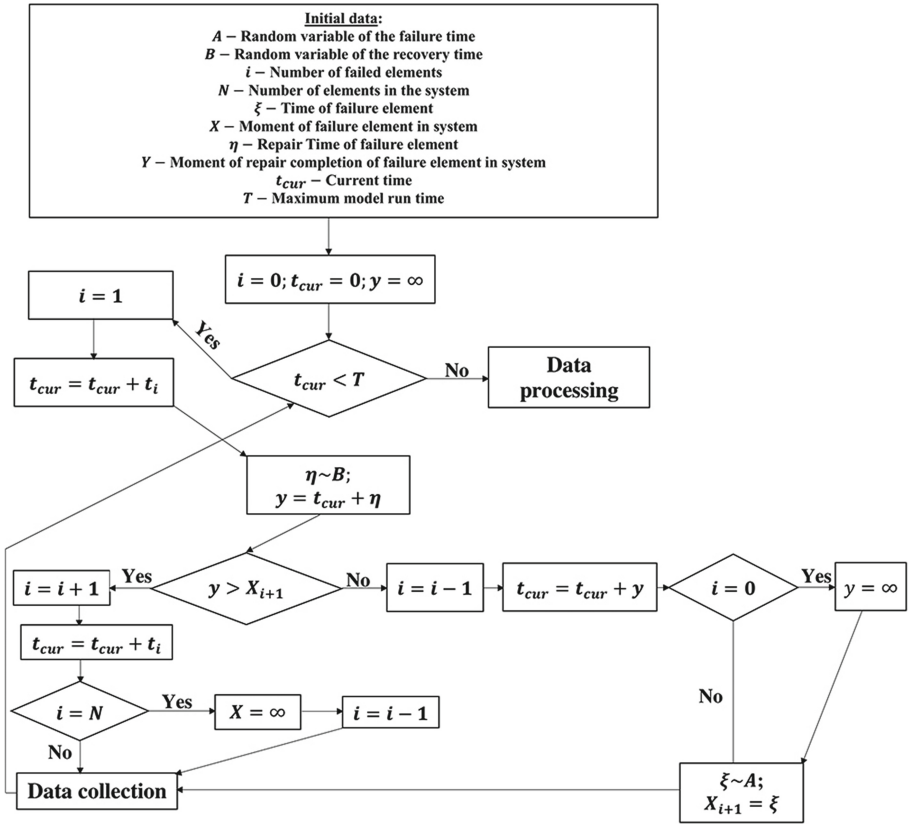 Initial data:
A – Random variable of the failure time
B – Random variable of the recovery time
i – Number of failed elements
N – Number of elements in the system
ξ – Time of failure element
X – Moment of failure element in system
η – Repair Time of failure element
Y – Moment of repair completion of failure element in system
t_cur – Current time
T – Maximum model run time
i = 0; t_cur = 0; y = ∞
i = 1
Yes
t_cur < T
No
Data
processing
t_cur = t_cur + t_i
η~B;
y = t_cur + η
y > X_{i+1}
Yes
i = i + 1
No
i = i − 1
t_cur = t_cur + y
i = 0
Yes
y = ∞
t_cur = t_cur + t_i
i = N
Yes
X = ∞
i = i − 1
No
No
Data collection
ξ~A;
X_{i+1} = ξ